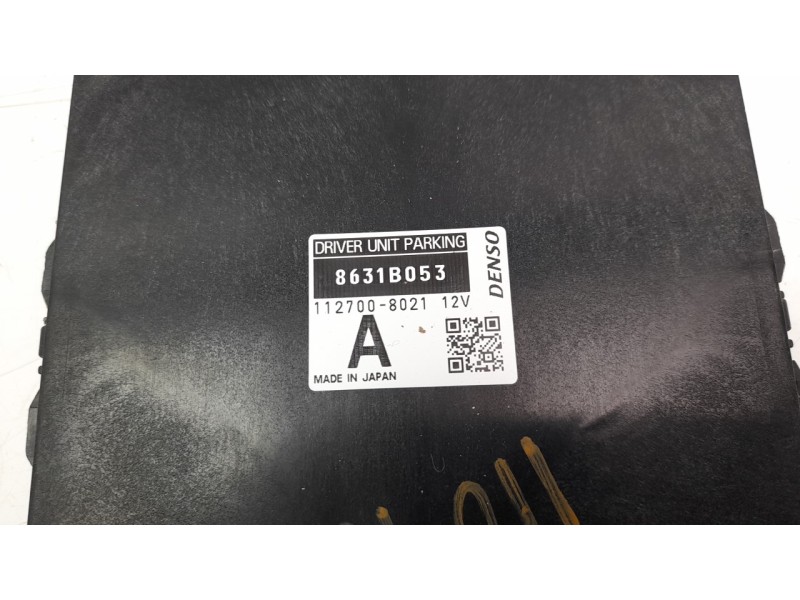 DRIVER UNIT PARKING
8631B053
112700-8021 12V
A
MADE IN JAPAN
DENSO